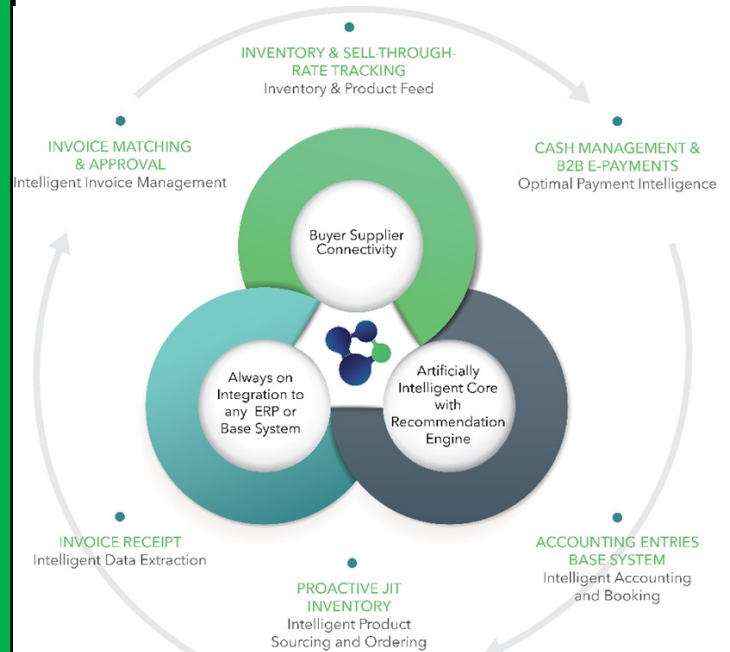 INVENTORY & SELL-THROUGH-
RATE TRACKING
Inventory & Product Feed
INVOICE MATCHING
& APPROVAL
Intelligent Invoice Management
CASH MANAGEMENT &
B2B E-PAYMENTS
Optimal Payment Intelligence
Buyer Supplier
Connectivity
Always on
Integration to
any ERP or
Base System
Artificially
Intelligent Core
with
Recommendation
Engine
INVOICE RECEIPT
Intelligent Data Extraction
PROACTIVE JIT
INVENTORY
Intelligent Product
Sourcing and Ordering
ACCOUNTING ENTRIES
BASE SYSTEM
Intelligent Accounting
and Booking